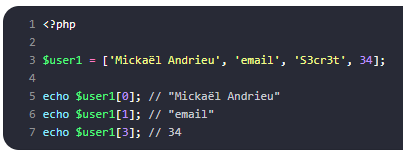 1 <?php
2
3 $user1 = ['Mickaël Andrieu', 'email', 'S3cr3t', 34];
4
5 echo $user1[0]; // "Mickaël Andrieu"
6 echo $user1[1]; // "email"
7 echo $user1[3]; // 34